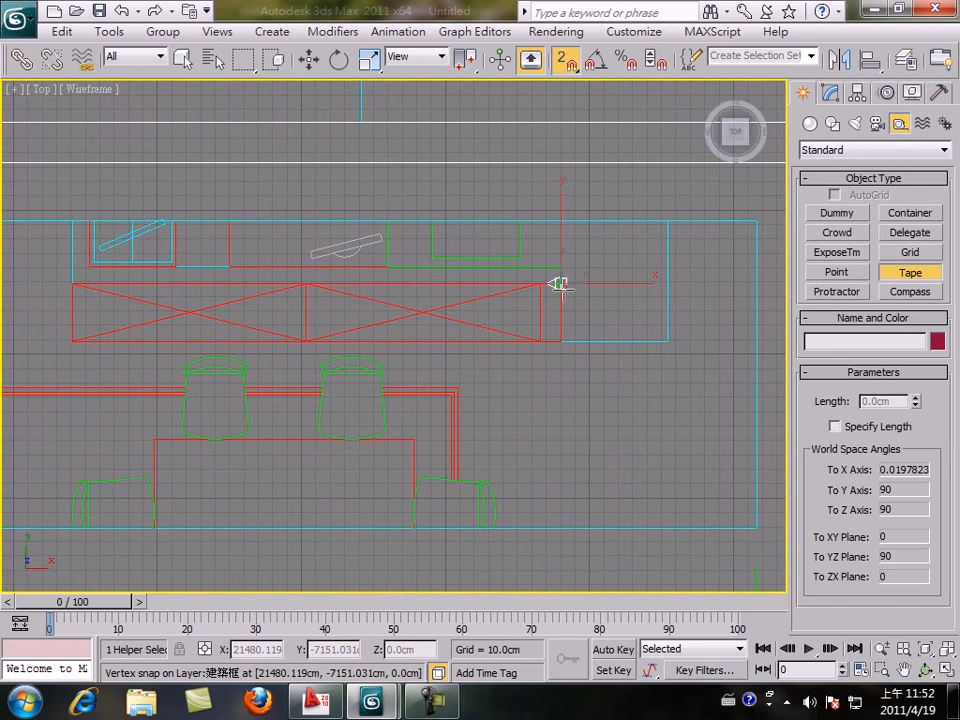 Autodesk 3ds Max 2011 x64 Untitled
Type a keyword or phrase
Edit Tools Group Views Create Modifiers Animation Graph Editors Rendering Customize MAXScript Help
All View 2 Create Selection Se
[ + ] [ Top ] [ Wireframe ]
TOP
y
x
x
y
z
x
Standard
- Object Type
AutoGrid
Dummy Container
Crowd Delegate
ExposeTm Grid
Point Tape
Protractor Compass
- Name and Color
- Parameters
Length: 0.0cm
Specify Length
World Space Angles
To X Axis: 0.0197823
To Y Axis: 90
To Z Axis: 90
To XY Plane: 0
To YZ Plane: 90
To ZX Plane: 0
< 0 / 100 >
0 10 20 30 40 50 60 70 80 90 100
1 Helper Selec X: 21480.119 Y: -7151.031c Z: 0.0cm Grid = 10.0cm Auto Key Selected
Welcome to M Vertex snap on Layer:建築框 at [21480.119cm, -7151.031cm, 0.0cm] Add Time Tag Set Key Key Filters... 0
上午 11:52
2011/4/19